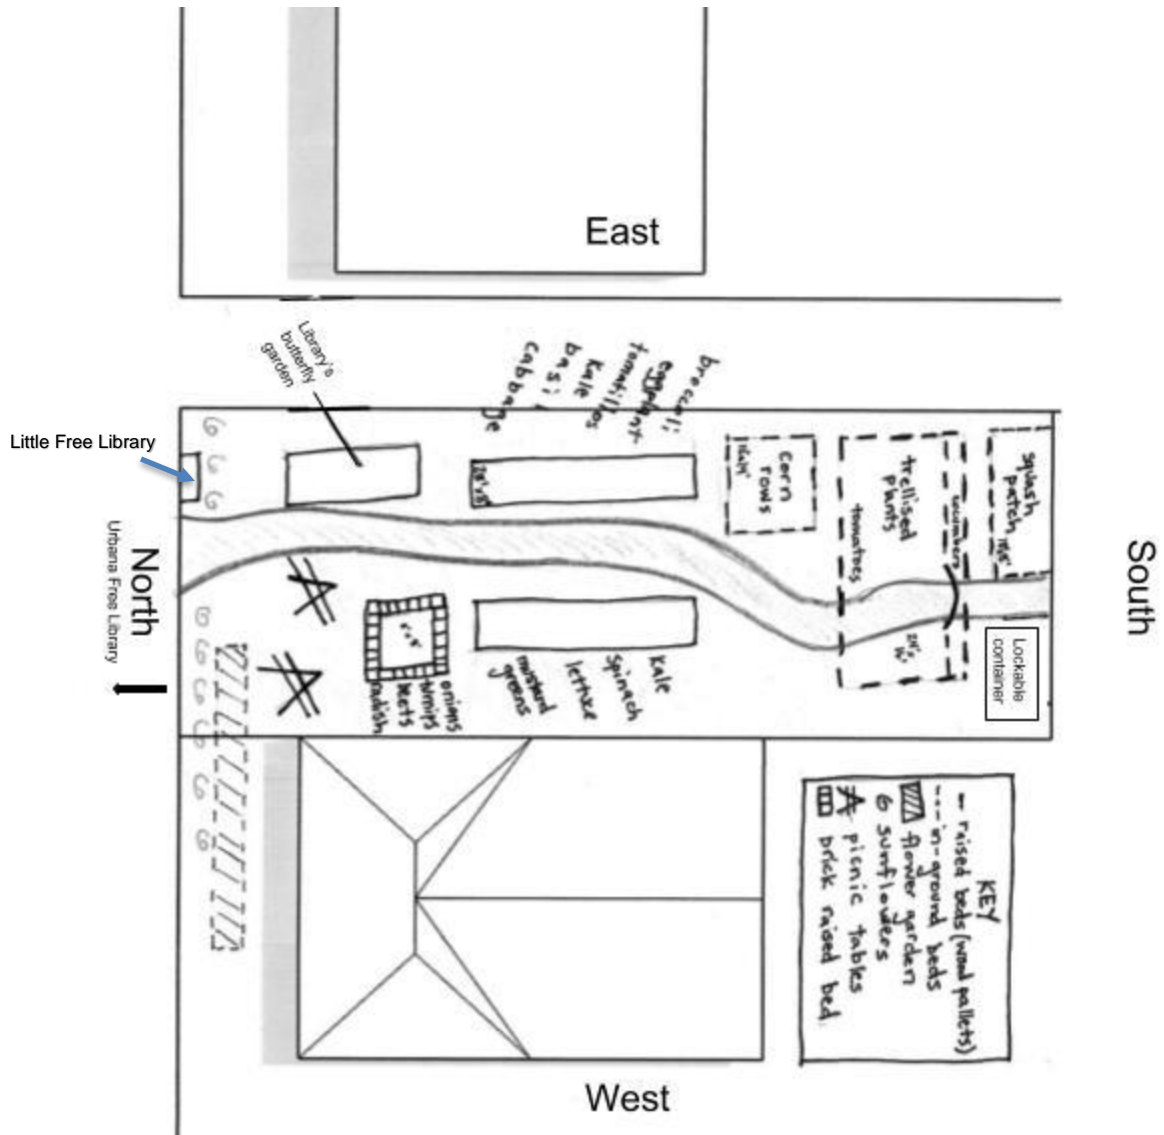 East
Library's
butterfly
garden
Little Free Library
broccoli
eggplant
tomatillos
kale
basil
cabbage
corn
rows
trellised
plants
tomatoes
cucumbers
squash
patch
North
Urbana Free Library
South
Lockable
container
onions
turnips
beets
radish
mustard
greens
lettuce
spinach
kale
KEY
raised beds (wood pallets)
in-ground beds
flower garden
sunflowers
picnic tables
brick raised bed.
West